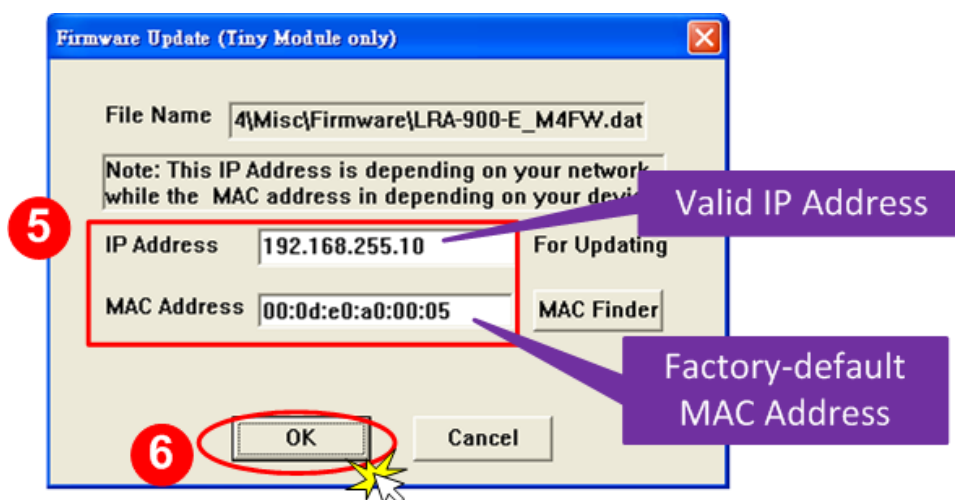 Firmware Update (Tiny Module only)
File Name 4\Misc\Firmware\LRA-900-E_M4FW.dat
Note: This IP Address is depending on your network
while the MAC address in depending on your
Valid IP Address
5
IP Address 192.168.255.10 For Updating
MAC Address 00:0d:e0:a0:00:05 MAC Finder
Factory-default
MAC Address
6 OK Cancel